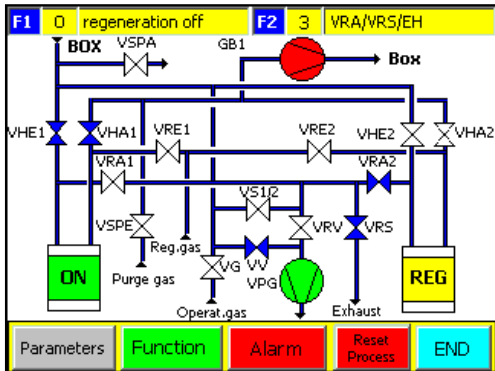 F1 0 regeneration off F2 3 VRA/VRS/EH
BOX VSPA GB1 Box
VHE1 VHA1 VRE1 VRE2 VHE2 VHA2
VRA1 VRA2
VS1/2
VSPE VRV VRS
Reg.gas
ON Purge gas VG VV REG
VPG
Operat.gas Exhaust
Parameters Function Alarm Reset Process END